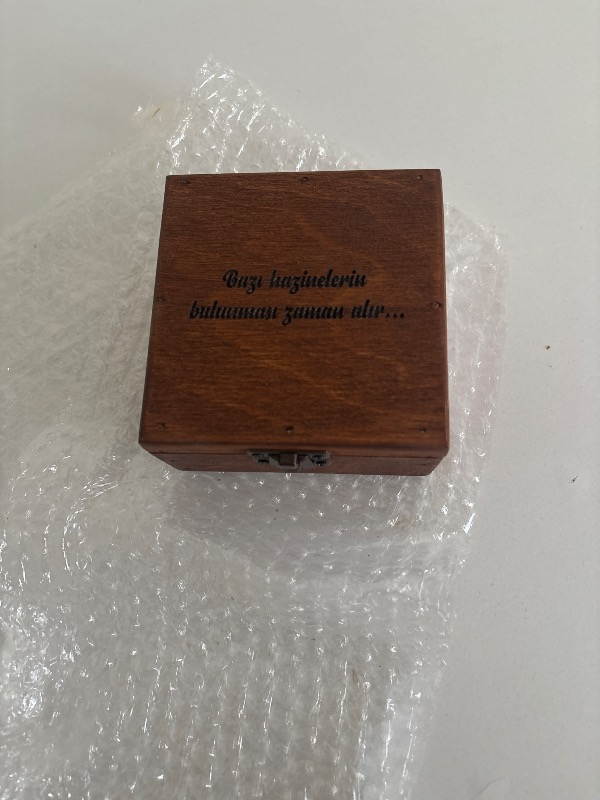 Bazı hazinelerin
bulunması zaman alır...